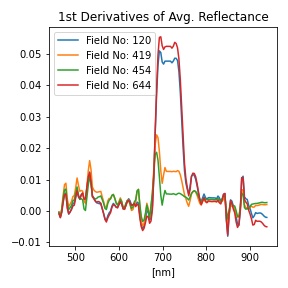 1st Derivatives of Avg. Reflectance
Field No: 120
Field No: 419
Field No: 454
Field No: 644
0.05
0.04
0.03
0.02
0.01
0.00
−0.01
500 600 700 800 900
[nm]